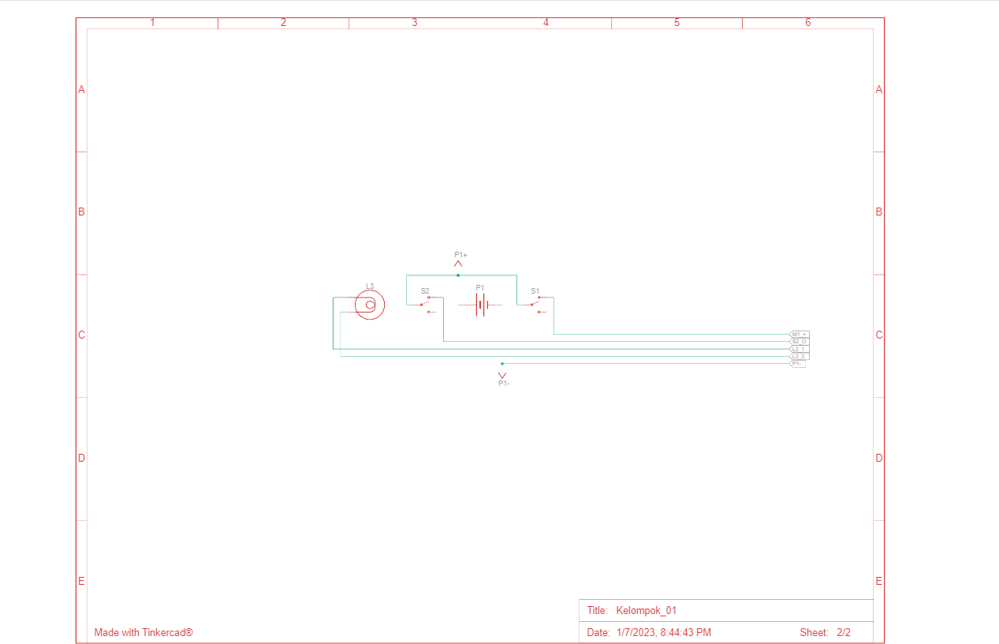 1 2 3 4 5 6
A A
B B
P1+
L3 S2 P1 S1
C C
M1_+
S2_O
L2_1
L3_2
P1-
P1-
D D
E E
Title: Kelompok_01
Made with Tinkercad® Date: 1/7/2023, 8:44:43 PM Sheet: 2/2